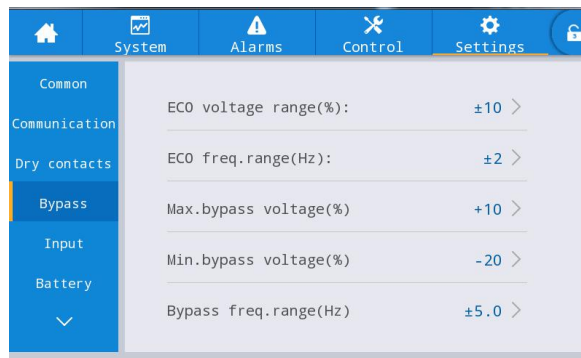 System
Alarms
Control
Settings
Common
Communication
Dry contacts
Bypass
Input
Battery
ECO voltage range(%): ±10
ECO freq.range(Hz): ±2
Max.bypass voltage(%) +10
Min.bypass voltage(%) -20
Bypass freq.range(Hz) ±5.0